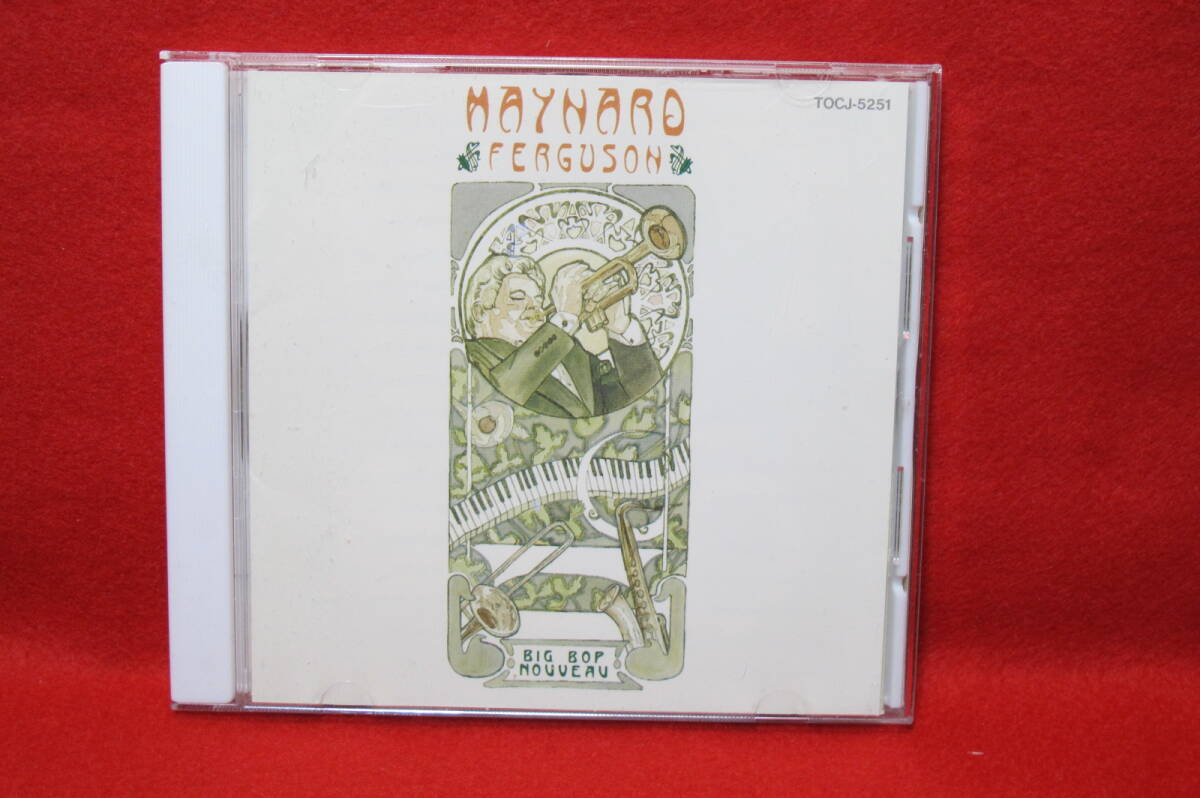 MAYNARD
FERGUSON
TOCJ-5251
BIG BOP
NOUVEAU